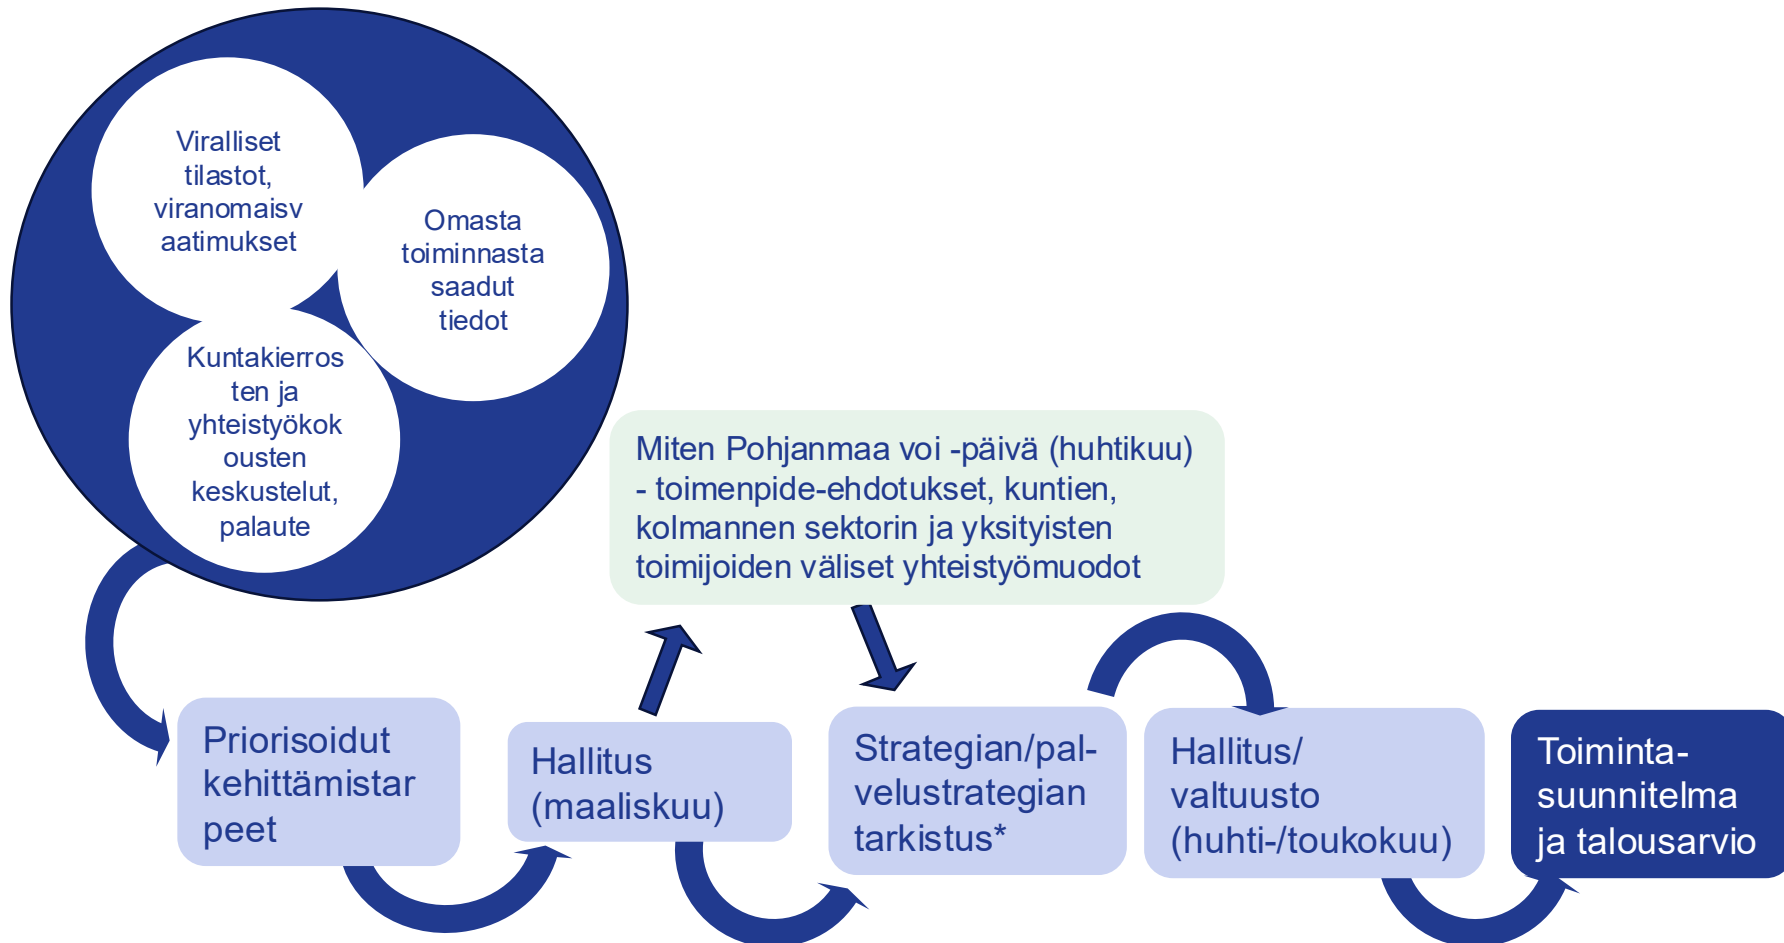 Viralliset
tilastot,
viranomaisv
aatimukset
Omasta
toiminnasta
saadut
tiedot
Kuntakierros
ten ja
yhteistyökok
ousten
keskustelut,
palaute
Miten Pohjanmaa voi -päivä (huhtikuu)
- toimenpide-ehdotukset, kuntien,
kolmannen sektorin ja yksityisten
toimijoiden väliset yhteistyömuodot
Priorisoidut
kehittämistar
peet
Hallitus
(maaliskuu)
Strategian/pal-
velustrategian
tarkistus*
Hallitus/
valtuusto
(huhti-/toukokuu)
Toiminta-
suunnitelma
ja talousarvio